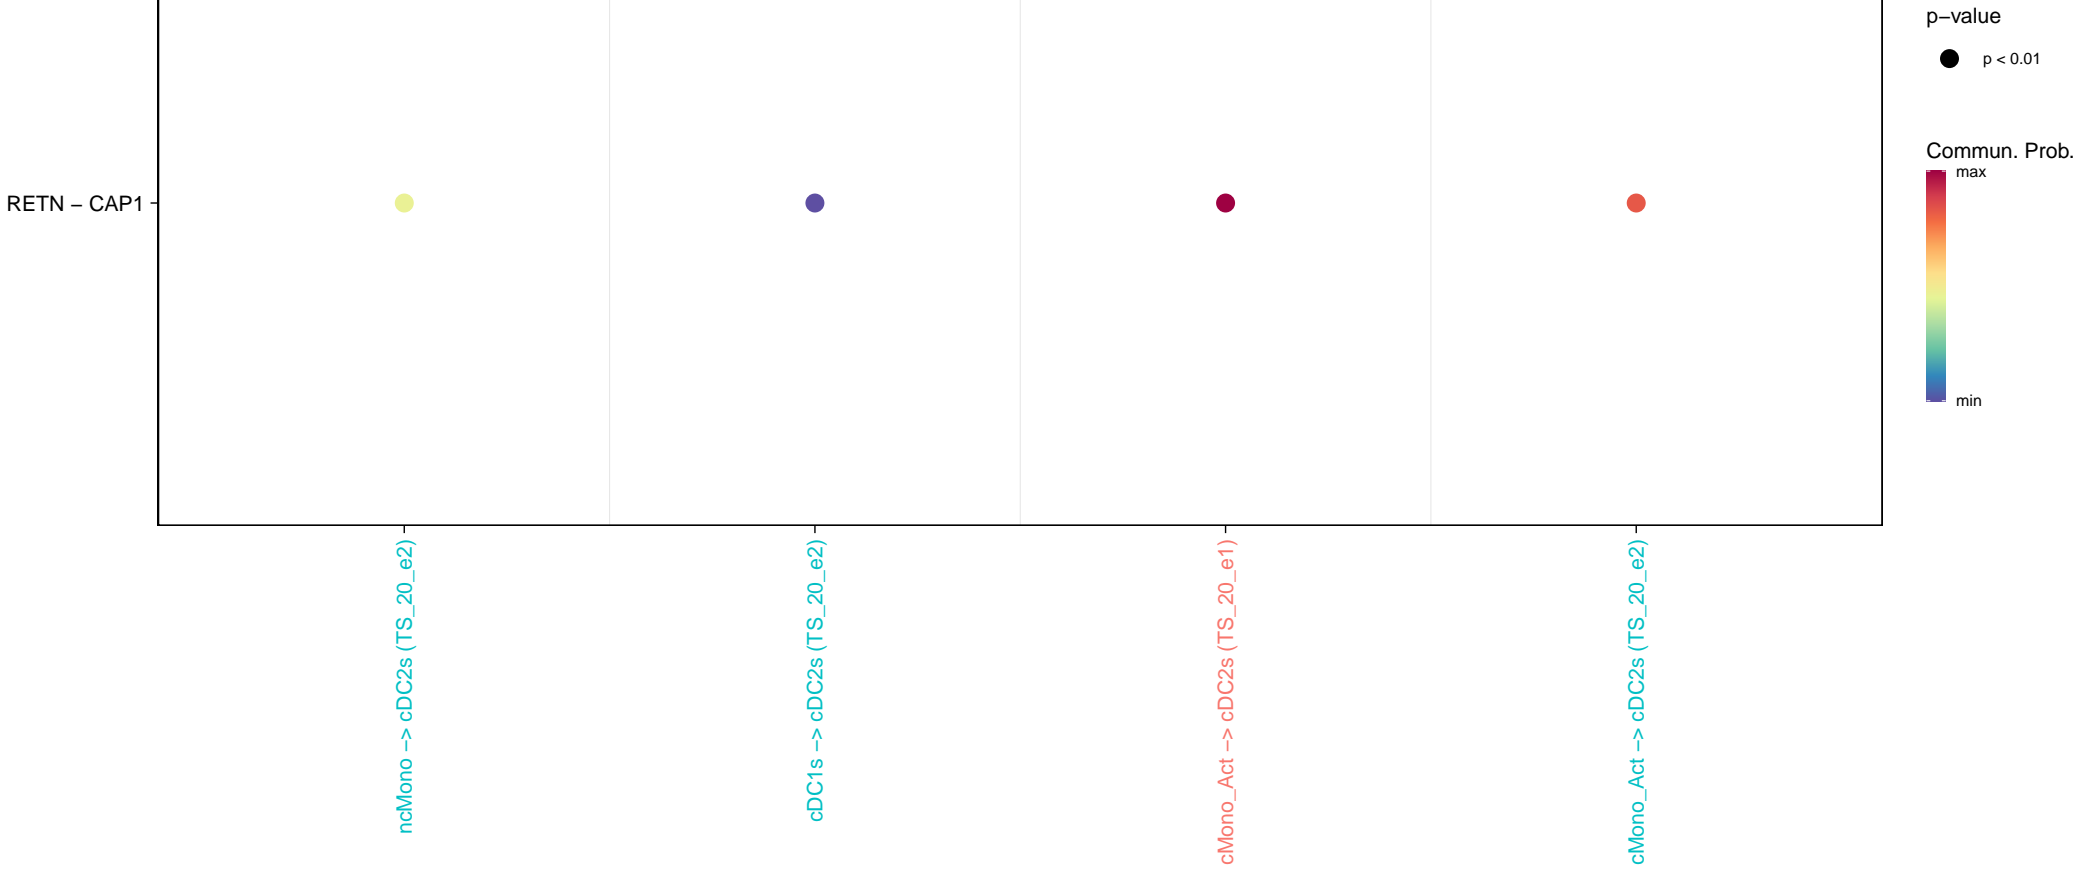 p−value
p < 0.01
Commun. Prob.
max
min
RETN − CAP1
ncMono −> cDC2s (TS_20_e2)
cDC1s −> cDC2s (TS_20_e2)
cMono_Act −> cDC2s (TS_20_e1)
cMono_Act −> cDC2s (TS_20_e2)